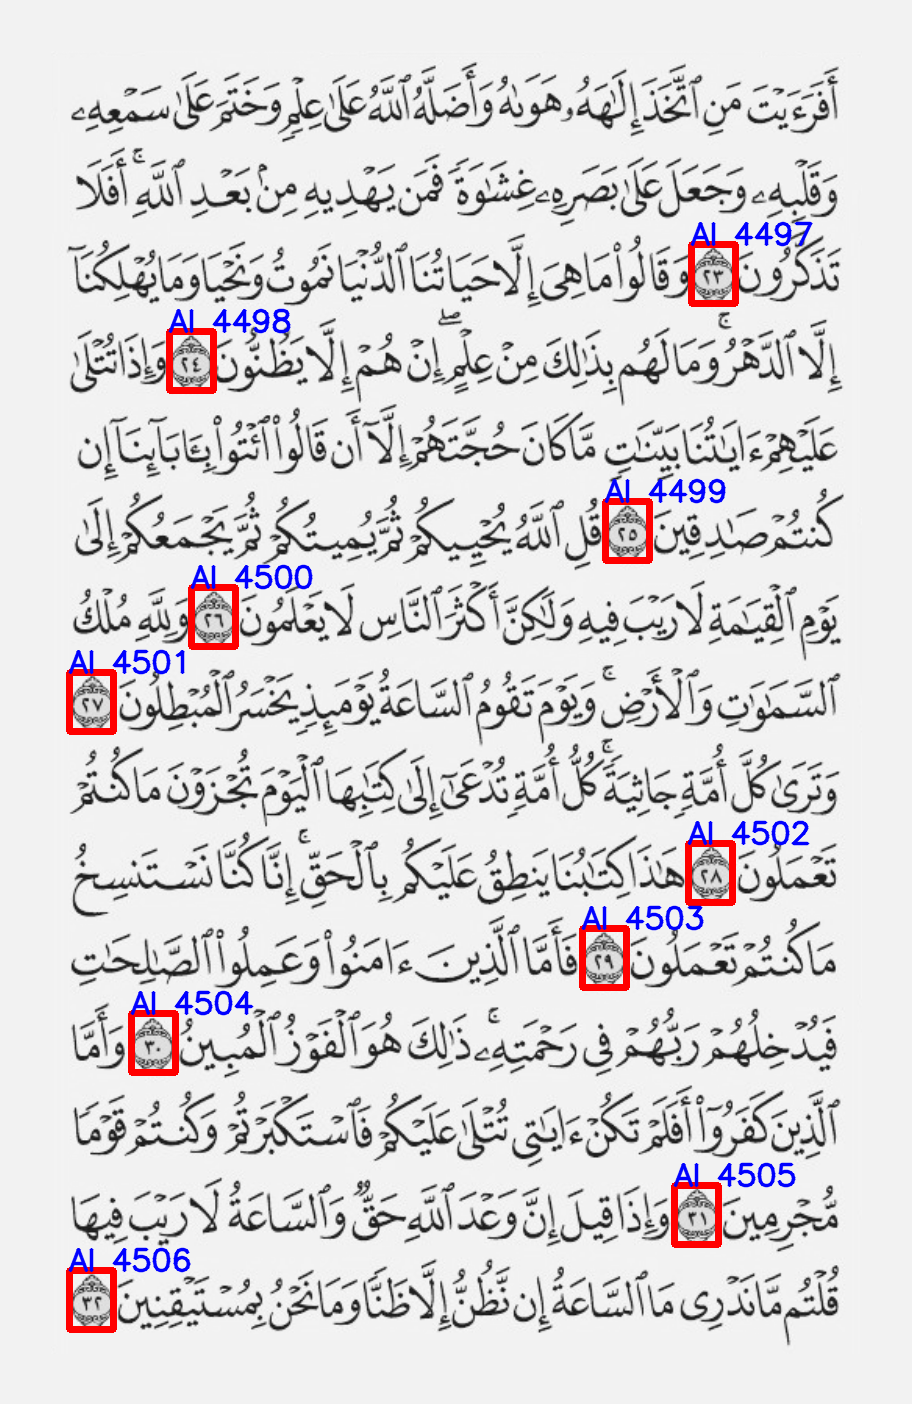 أَفَرَءَيْتَ مَنِ ٱتَّخَذَ إِلَٰهَهُۥ هَوَىٰهُ وَأَضَلَّهُ ٱللَّهُ عَلَىٰ عِلْمٍ وَخَتَمَ عَلَىٰ سَمْعِهِۦ
وَقَلْبِهِۦ وَجَعَلَ عَلَىٰ بَصَرِهِۦ غِشَٰوَةً فَمَن يَهْدِيهِ مِنۢ بَعْدِ ٱللَّهِ ۚ أَفَلَا
AI 4497
تَذَكَّرُونَ ٢٣ وَقَالُوا۟ مَا هِىَ إِلَّا حَيَاتُنَا ٱلدُّنْيَا نَمُوتُ وَنَحْيَا وَمَا يُهْلِكُنَآ
AI 4498
إِلَّا ٱلدَّهْرُ ۚ وَمَا لَهُم بِذَٰلِكَ مِنْ عِلْمٍ ۖ إِنْ هُمْ إِلَّا يَظُنُّونَ ٢٤ وَإِذَا تُتْلَىٰ
عَلَيْهِمْ ءَايَٰتُنَا بَيِّنَٰتٍ مَّا كَانَ حُجَّتَهُمْ إِلَّآ أَن قَالُوا۟ ٱئْتُوا۟ بِـَٔابَآئِنَآ إِن
AI 4499
كُنتُمْ صَٰدِقِينَ ٢٥ قُلِ ٱللَّهُ يُحْيِيكُمْ ثُمَّ يُمِيتُكُمْ ثُمَّ يَجْمَعُكُمْ إِلَىٰ
AI 4500
يَوْمِ ٱلْقِيَٰمَةِ لَا رَيْبَ فِيهِ وَلَٰكِنَّ أَكْثَرَ ٱلنَّاسِ لَا يَعْلَمُونَ ٢٦ وَلِلَّهِ مُلْكُ
AI 4501
ٱلسَّمَٰوَٰتِ وَٱلْأَرْضِ ۚ وَيَوْمَ تَقُومُ ٱلسَّاعَةُ يَوْمَئِذٍ يَخْسَرُ ٱلْمُبْطِلُونَ ٢٧
وَتَرَىٰ كُلَّ أُمَّةٍ جَاثِيَةً ۚ كُلُّ أُمَّةٍ تُدْعَىٰٓ إِلَىٰ كِتَٰبِهَا ٱلْيَوْمَ تُجْزَوْنَ مَا كُنتُمْ
AI 4502
تَعْمَلُونَ ٢٨ هَٰذَا كِتَٰبُنَا يَنطِقُ عَلَيْكُم بِٱلْحَقِّ ۚ إِنَّا كُنَّا نَسْتَنسِخُ
AI 4503
مَا كُنتُمْ تَعْمَلُونَ ٢٩ فَأَمَّا ٱلَّذِينَ ءَامَنُوا۟ وَعَمِلُوا۟ ٱلصَّٰلِحَٰتِ
AI 4504
فَيُدْخِلُهُمْ رَبُّهُمْ فِى رَحْمَتِهِۦ ۚ ذَٰلِكَ هُوَ ٱلْفَوْزُ ٱلْمُبِينُ ٣٠ وَأَمَّا
ٱلَّذِينَ كَفَرُوٓا۟ أَفَلَمْ تَكُنْ ءَايَٰتِى تُتْلَىٰ عَلَيْكُمْ فَٱسْتَكْبَرْتُمْ وَكُنتُمْ قَوْمًا
AI 4505
مُّجْرِمِينَ ٣١ وَإِذَا قِيلَ إِنَّ وَعْدَ ٱللَّهِ حَقٌّ وَٱلسَّاعَةُ لَا رَيْبَ فِيهَا
AI 4506
قُلْتُم مَّا نَدْرِى مَا ٱلسَّاعَةُ إِن نَّظُنُّ إِلَّا ظَنًّا وَمَا نَحْنُ بِمُسْتَيْقِنِينَ ٣٢